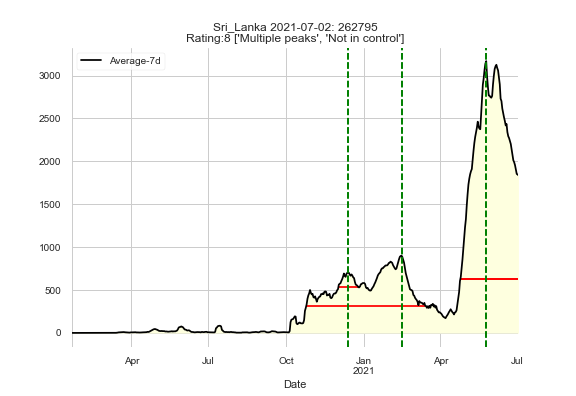 Sri_Lanka 2021-07-02: 262795
Rating:8 ['Multiple peaks', 'Not in control']
Average-7d
3000
2500
2000
1500
1000
500
0
Apr Jul Oct Jan Apr Jul
2021
Date